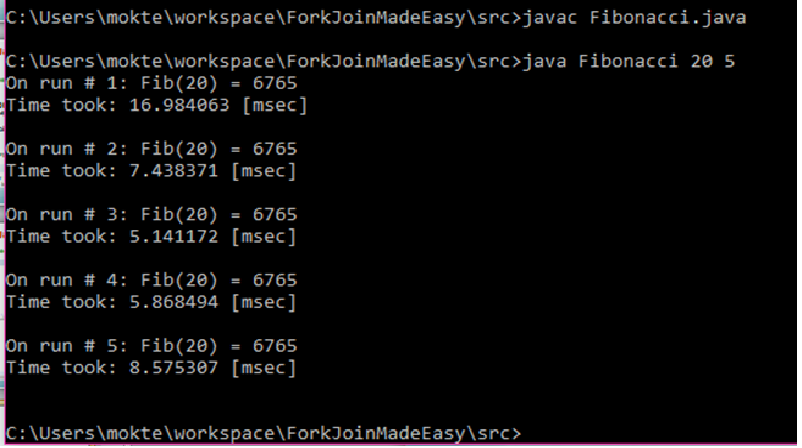 C:\Users\mokte\workspace\ForkJoinMadeEasy\src>javac Fibonacci.java
C:\Users\mokte\workspace\ForkJoinMadeEasy\src>java Fibonacci 20 5
On run # 1: Fib(20) = 6765
Time took: 16.984063 [msec]
On run # 2: Fib(20) = 6765
Time took: 7.438371 [msec]
On run # 3: Fib(20) = 6765
Time took: 5.141172 [msec]
On run # 4: Fib(20) = 6765
Time took: 5.868494 [msec]
On run # 5: Fib(20) = 6765
Time took: 8.575307 [msec]
C:\Users\mokte\workspace\ForkJoinMadeEasy\src>